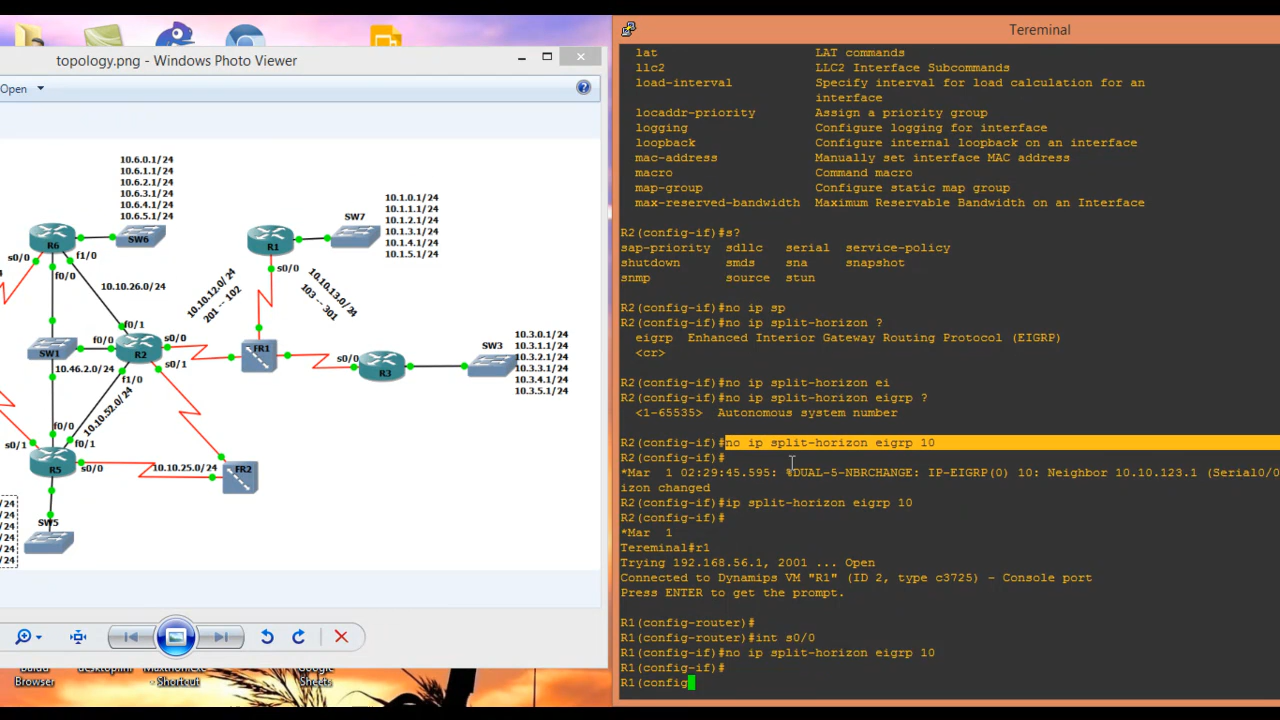 topology.png - Windows Photo Viewer
Open
10.6.0.1/24
10.6.1.1/24
10.6.2.1/24
10.6.3.1/24
10.6.4.1/24
10.6.5.1/24
R6
SW6
s0/0
f1/0
f0/0
10.10.26.0/24
f0/1
f0/0
R2
s0/0
SW1
10.46.2.0/24
s0/1
f1/0
10.10.52.0/24
f0/0
f0/1
s0/1
R5
s0/0
10.10.25.0/24
FR2
SW5
/24
/24
/24
/24
/24
10.1.0.1/24
10.1.1.1/24
10.1.2.1/24
10.1.3.1/24
10.1.4.1/24
10.1.5.1/24
SW7
R1
s0/0
10.10.12.0/24
201 -- 102
10.10.13.0/24
103 -- 301
FR1
s0/0
R3
SW3
10.3.0.1/24
10.3.1.1/24
10.3.2.1/24
10.3.3.1/24
10.3.4.1/24
10.3.5.1/24
Baidu
Browser
desktop.ini
Maxthon.exe
- Shortcut
Google
Sheets
Tereminal
lat LAT commands
llc2 LLC2 Interface Subcommands
load-interval Specify interval for load calculation for an
interface
locaddr-priority Assign a priority group
logging Configure logging for interface
loopback Configure internal loopback on an interface
mac-address Manually set interface MAC address
macro Command macro
map-group Configure static map group
max-reserved-bandwidth Maximum Reservable Bandwidth on an Interface
R2(config-if)#s?
sap-priority sdllc serial service-policy
shutdown smds sna snapshot
snmp source stun
R2(config-if)#no ip sp
R2(config-if)#no ip split-horizon ?
eigrp Enhanced Interior Gateway Routing Protocol (EIGRP)
<cr>
R2(config-if)#no ip split-horizon ei
R2(config-if)#no ip split-horizon eigrp ?
<1-65535> Autonomous system number
R2(config-if)#no ip split-horizon eigrp 10
R2(config-if)#
*Mar 1 02:29:45.595: %DUAL-5-NBRCHANGE: IP-EIGRP(0) 10: Neighbor 10.10.123.1 (Serial0/0
izon changed
R2(config-if)#ip split-horizon eigrp 10
R2(config-if)#
*Mar 1
Tereminal#r1
Trying 192.168.56.1, 2001 ... Open
Connected to Dynamips VM "R1" (ID 2, type c3725) - Console port
Press ENTER to get the prompt.
R1(config-router)#
R1(config-router)#int s0/0
R1(config-if)#no ip split-horizon eigrp 10
R1(config-if)#
R1(config